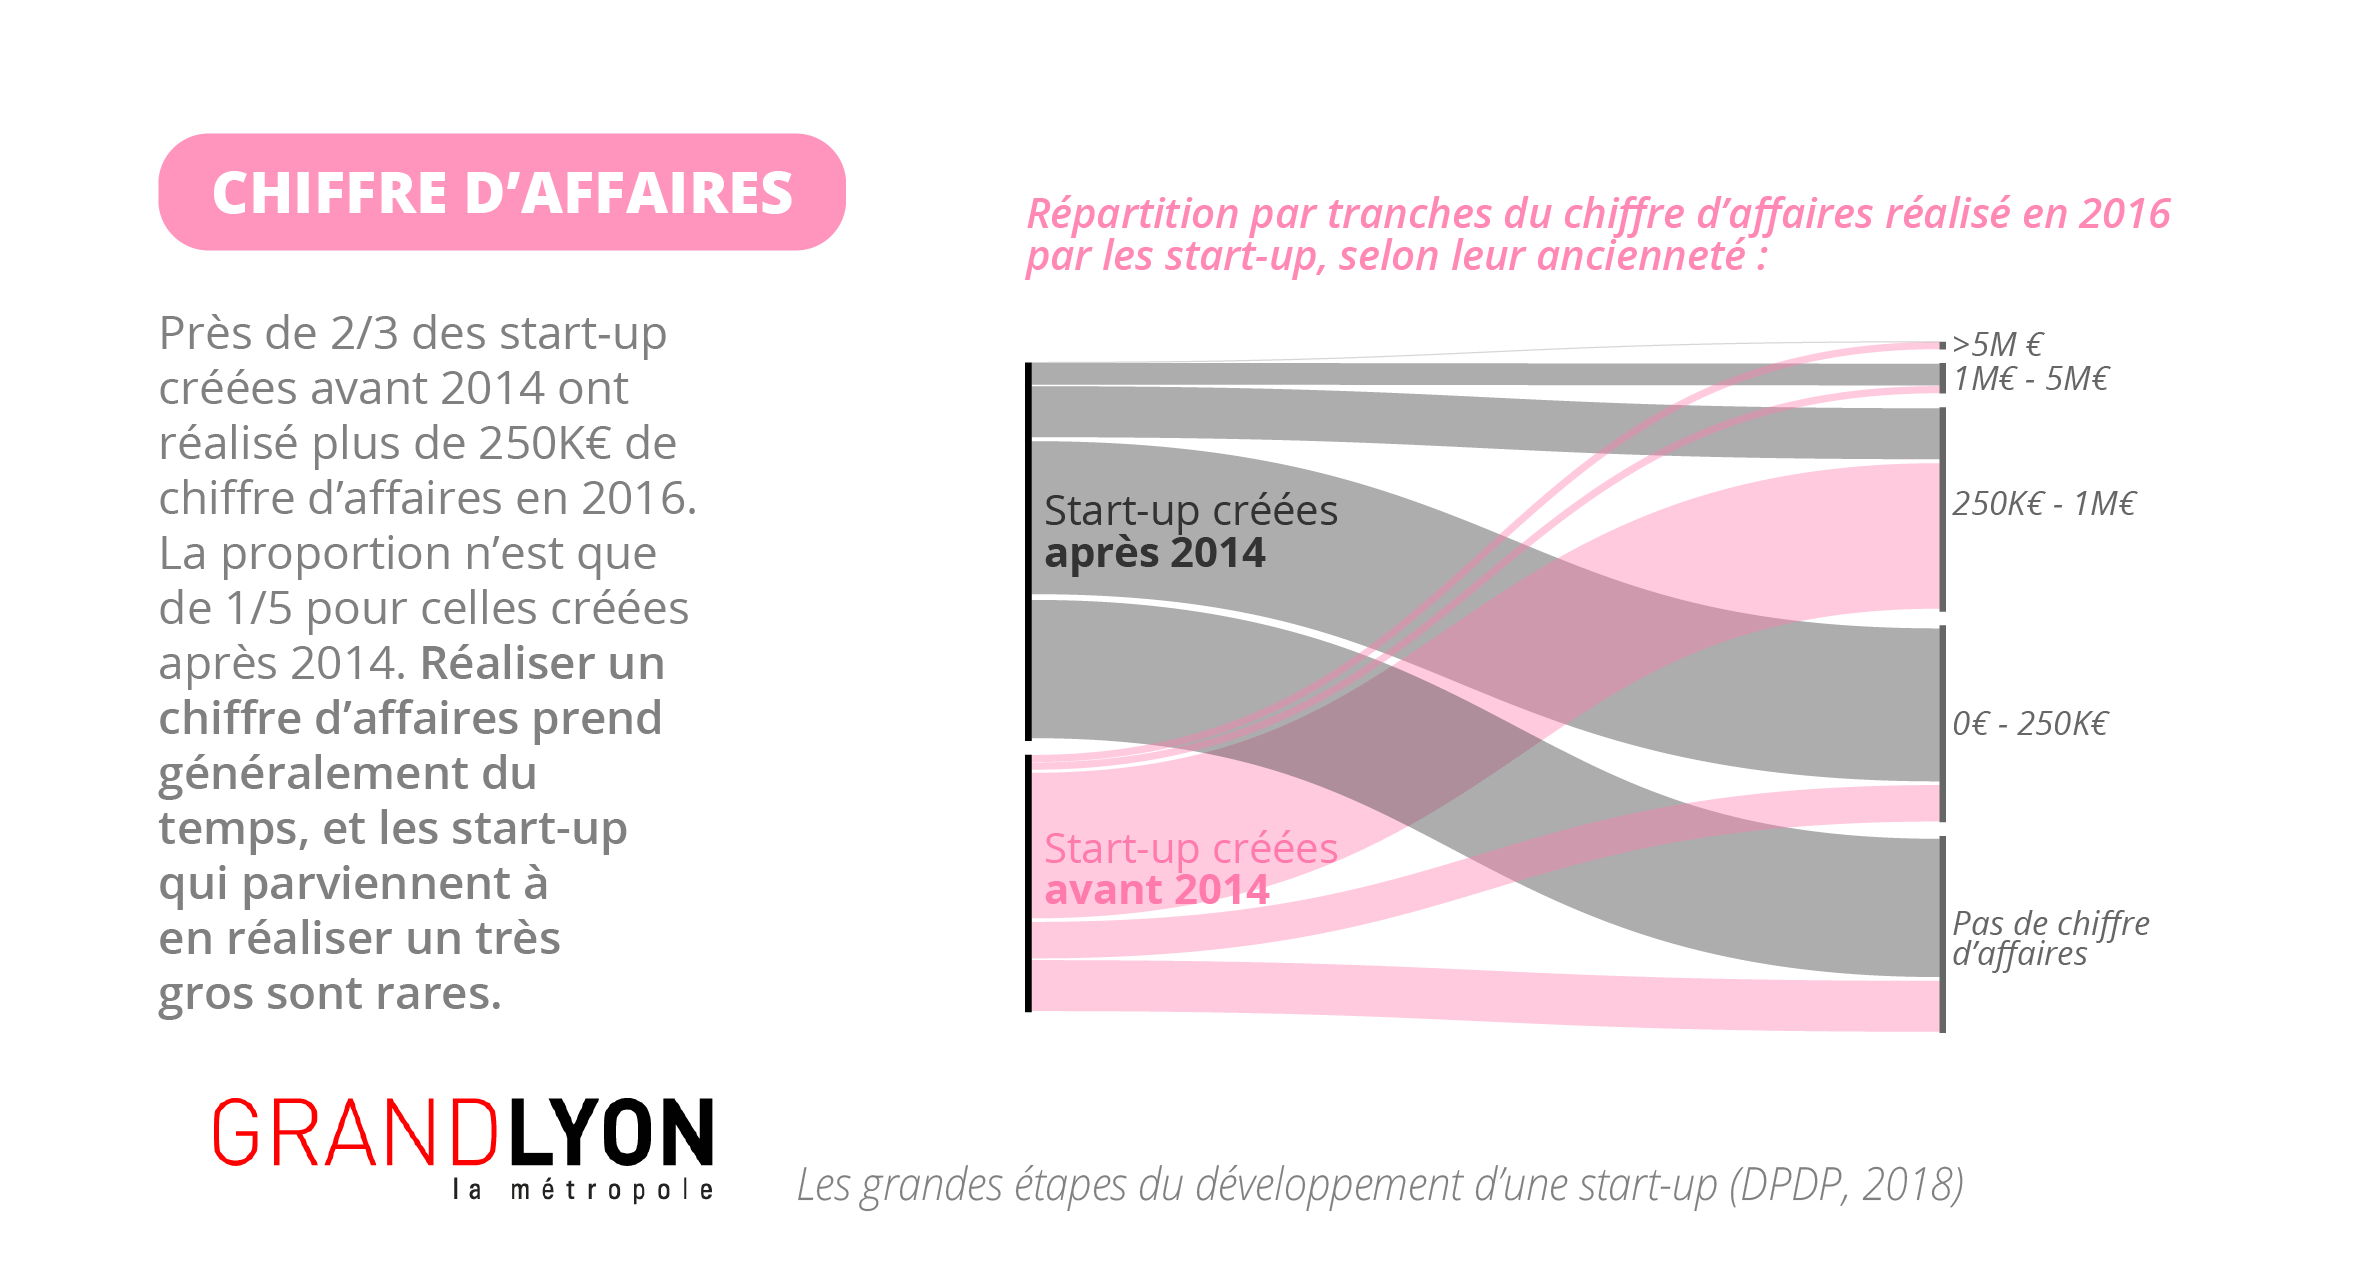 CHIFFRE D’AFFAIRES
Près de 2/3 des start-up
créées avant 2014 ont
réalisé plus de 250K€ de
chiffre d’affaires en 2016.
La proportion n’est que
de 1/5 pour celles créées
après 2014. Réaliser un
chiffre d’affaires prend
généralement du
temps, et les start-up
qui parviennent à
en réaliser un très
gros sont rares.
Répartition par tranches du chiffre d’affaires réalisé en 2016
par les start-up, selon leur ancienneté :
Start-up créées
après 2014
Start-up créées
avant 2014
>5M €
1M€ - 5M€
250K€ - 1M€
0€ - 250K€
Pas de chiffre
d’affaires
GRANDLYON
la métropole
Les grandes étapes du développement d’une start-up (DPDP, 2018)